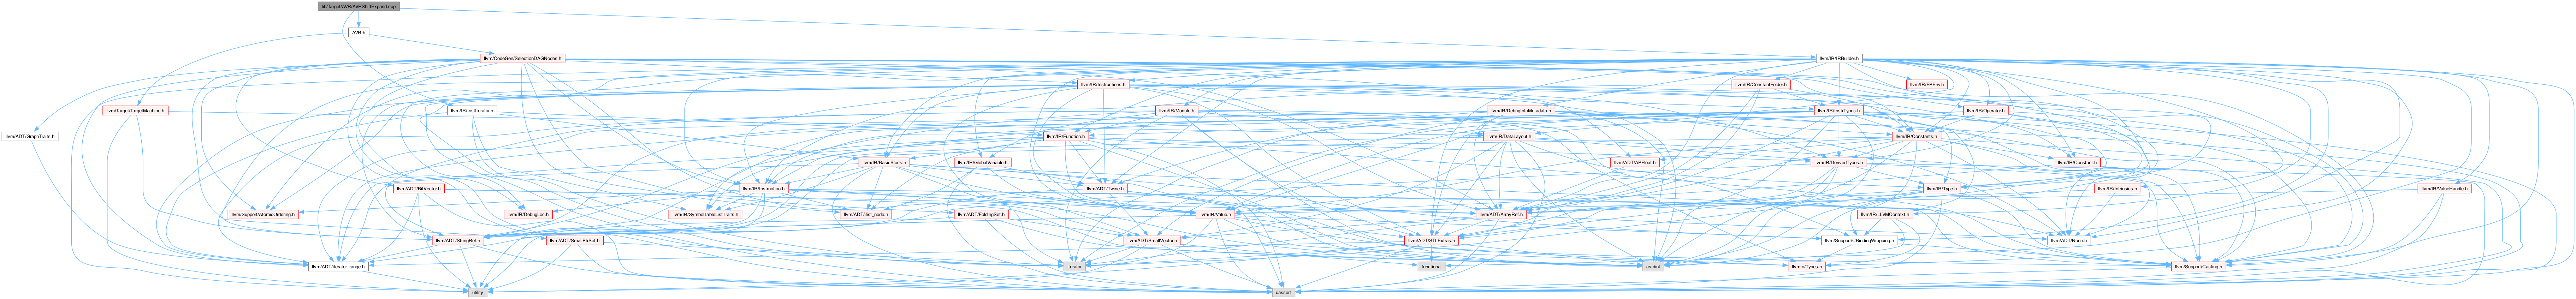 lib/Target/AVR/AVRShiftExpand.cpp
AVR.h
llvm/CodeGen/SelectionDAGNodes.h
llvm/IR/IRBuilder.h
llvm/IR/Instructions.h
llvm/IR/ConstantFolder.h
llvm/IR/FPEnv.h
llvm/Target/TargetMachine.h
llvm/IR/InstIterator.h
llvm/IR/Module.h
llvm/IR/DebugInfoMetadata.h
llvm/IR/InstrTypes.h
llvm/IR/Operator.h
llvm/ADT/GraphTraits.h
llvm/IR/Function.h
llvm/IR/DataLayout.h
llvm/IR/Constants.h
llvm/IR/BasicBlock.h
llvm/IR/GlobalVariable.h
llvm/ADT/APFloat.h
llvm/IR/DerivedTypes.h
llvm/IR/Constant.h
llvm/ADT/BitVector.h
llvm/IR/Instruction.h
llvm/ADT/Twine.h
llvm/IR/Type.h
llvm/IR/Intrinsics.h
llvm/IR/ValueHandle.h
llvm/Support/AtomicOrdering.h
llvm/IR/DebugLoc.h
llvm/IR/SymbolTableListTraits.h
llvm/ADT/ilist_node.h
llvm/ADT/FoldingSet.h
llvm/IR/Value.h
llvm/ADT/ArrayRef.h
llvm/IR/LLVMContext.h
llvm/ADT/StringRef.h
llvm/ADT/SmallPtrSet.h
llvm/ADT/SmallVector.h
llvm/ADT/STLExtras.h
llvm/Support/CBindingWrapping.h
llvm/ADT/None.h
llvm/ADT/iterator_range.h
iterator
functional
cstdint
llvm-c/Types.h
llvm/Support/Casting.h
utility
cassert